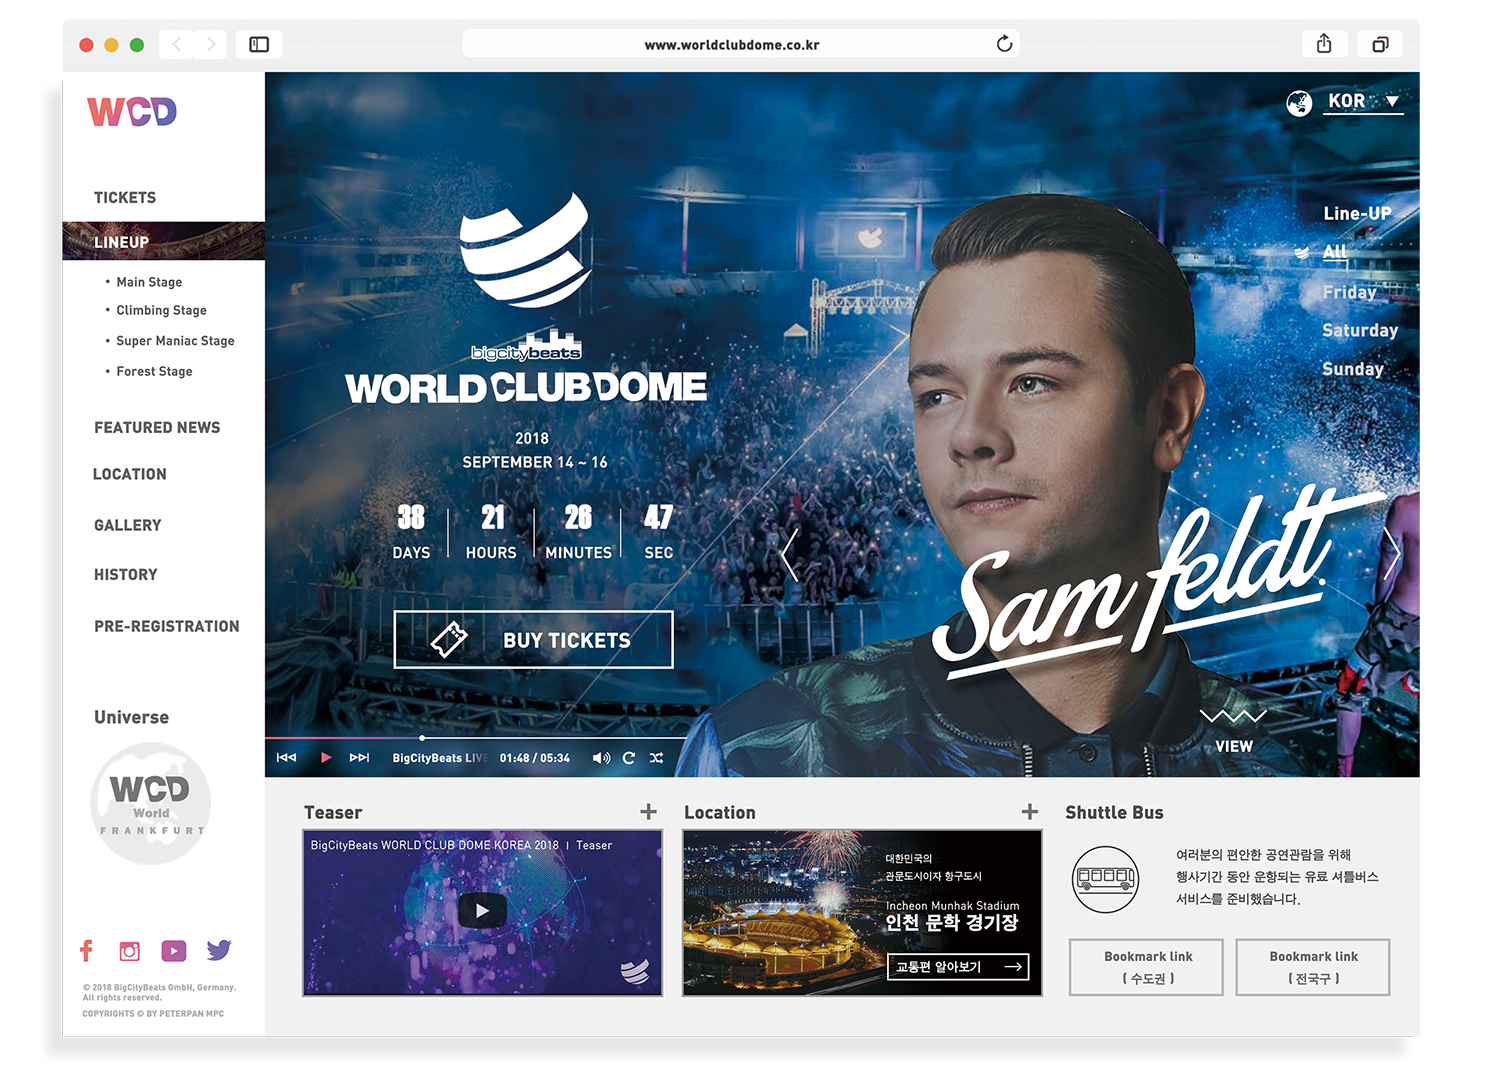 www.worldclubdome.co.kr
WCD
TICKETS
LINEUP
• Main Stage
• Climbing Stage
• Super Maniac Stage
• Forest Stage
FEATURED NEWS
LOCATION
GALLERY
HISTORY
PRE-REGISTRATION
Universe
WCD
World
FRANKFURT
© 2018 BigCityBeats GmbH, Germany.
All rights reserved.
COPYRIGHTS © BY PETERPAN MPC
KOR
Line-UP
All
Friday
Saturday
Sunday
bigcitybeats
WORLD CLUB DOME
2018
SEPTEMBER 14 ~ 16
38 21 26 47
DAYS HOURS MINUTES SEC
BUY TICKETS
Sam feldt.
VIEW
BigCityBeats LIVE 01:48 / 05:34
Teaser
BigCityBeats WORLD CLUB DOME KOREA 2018 | Teaser
Location
대한민국의
관문도시이자 항구도시
Incheon Munhak Stadium
인천 문학 경기장
교통편 알아보기
Shuttle Bus
여러분의 편안한 공연관람을 위해
행사기간 동안 운항되는 유료 셔틀버스
서비스를 준비했습니다.
Bookmark link
( 수도권 )
Bookmark link
( 전국구 )